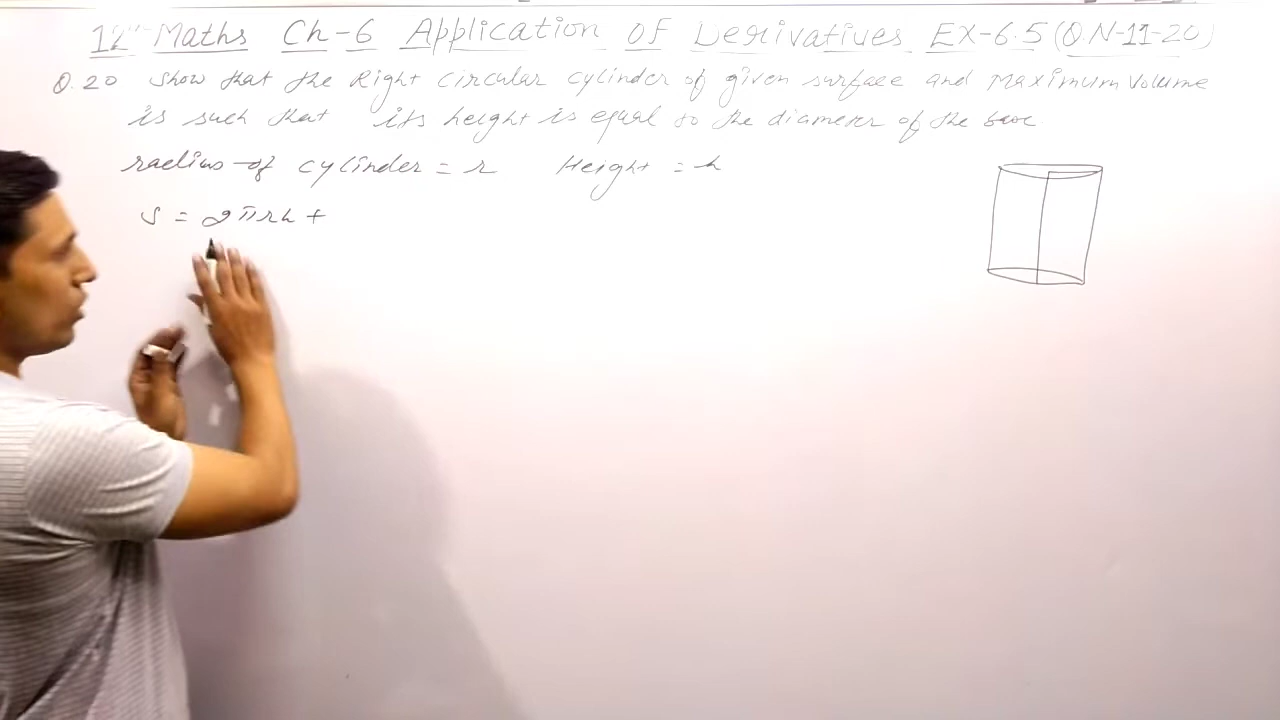 12th Maths Ch-6 Application of Derivatives EX-6.5 (Q.N-11-20)
Q.20 Show that the Right circular cylinder of given surface and Maximum Volume
is such that its height is equal to the diameter of the base.
radius of cylinder = r Height = h
S = 2πrh +